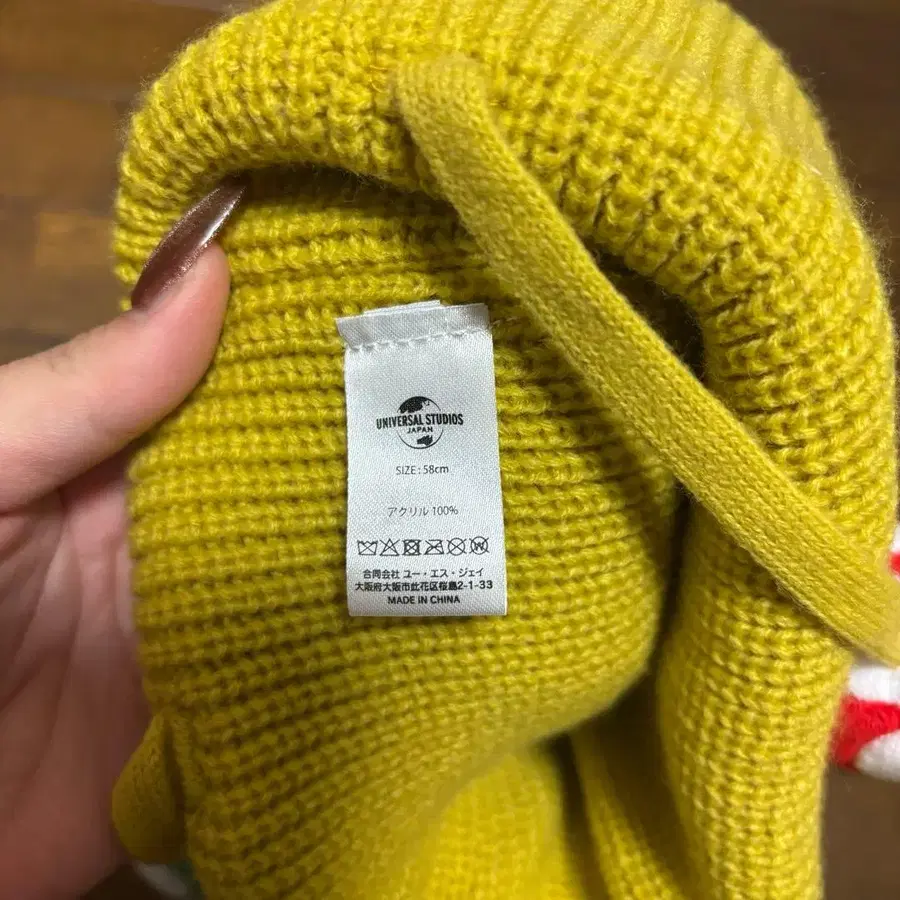 UNIVERSAL STUDIOS
JAPAN
SIZE : 58cm
アクリル 100%
合同会社 ユー・エス・ジェイ
大阪府大阪市此花区桜島2-1-33
MADE IN CHINA